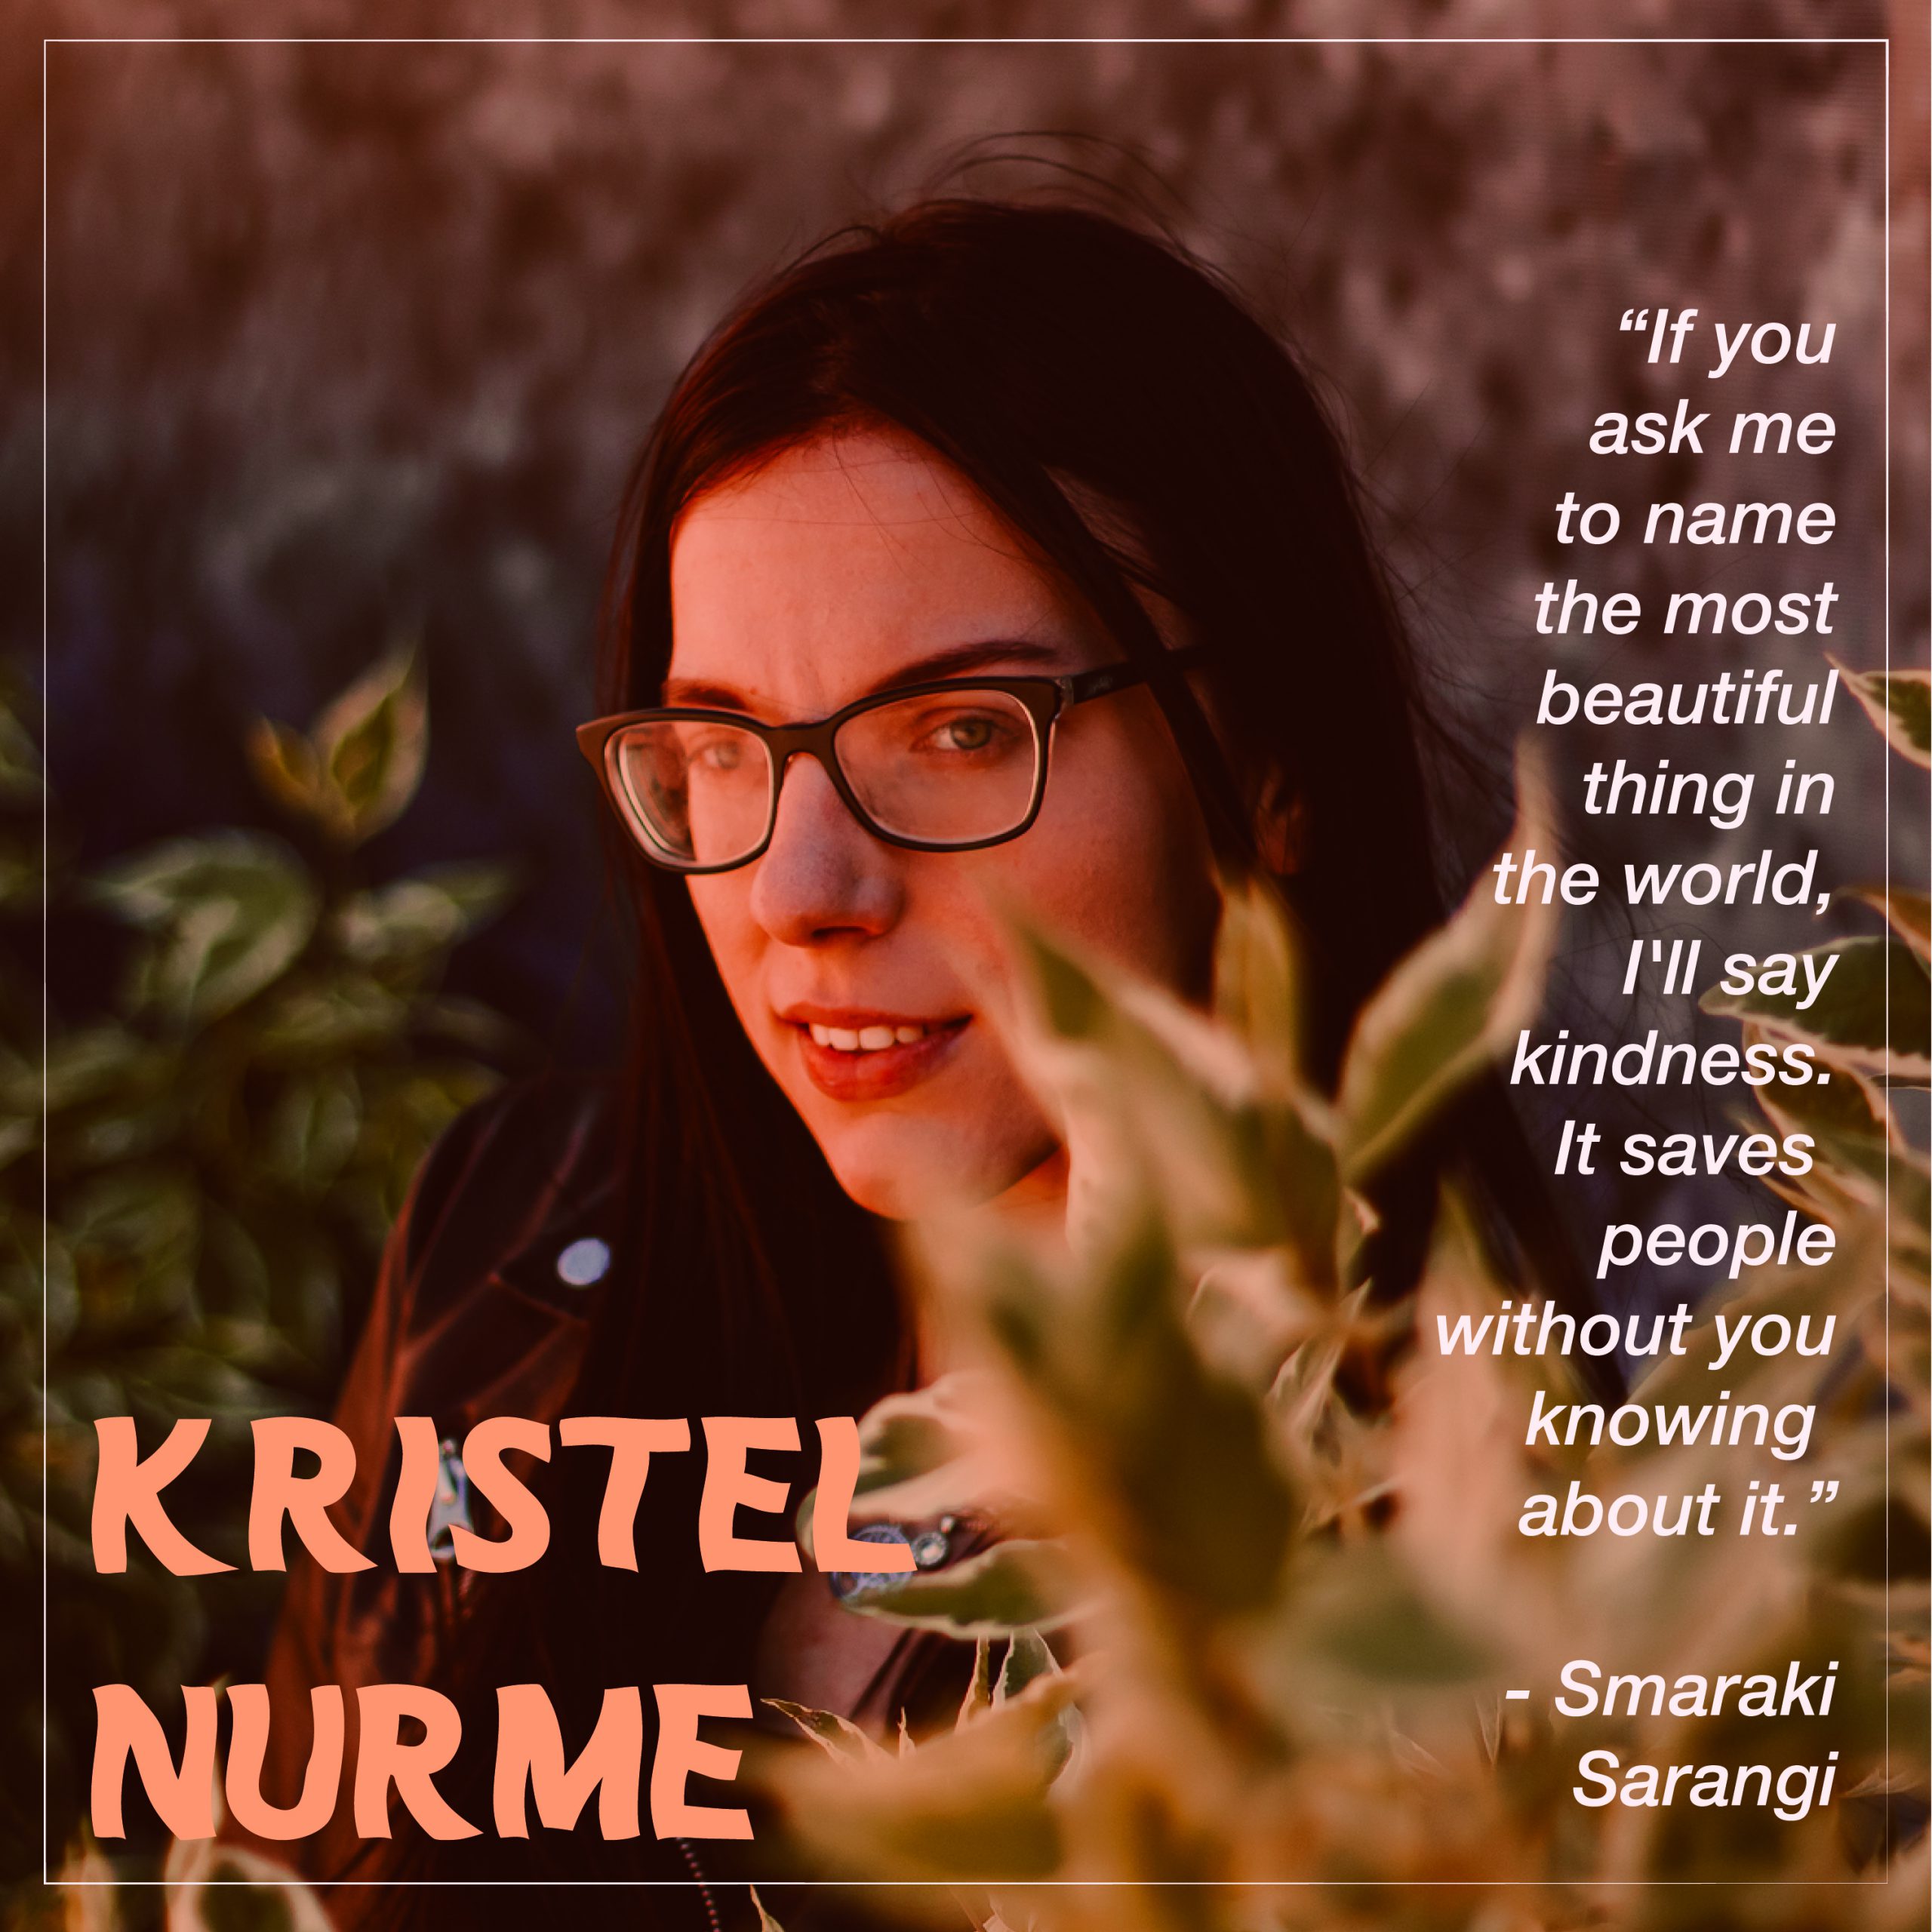 “If you
ask me
to name
the most
beautiful
thing in
the world,
I'll say
kindness.
It saves
people
without you
knowing
about it.”
- Smaraki
Sarangi
KRISTEL
NURME